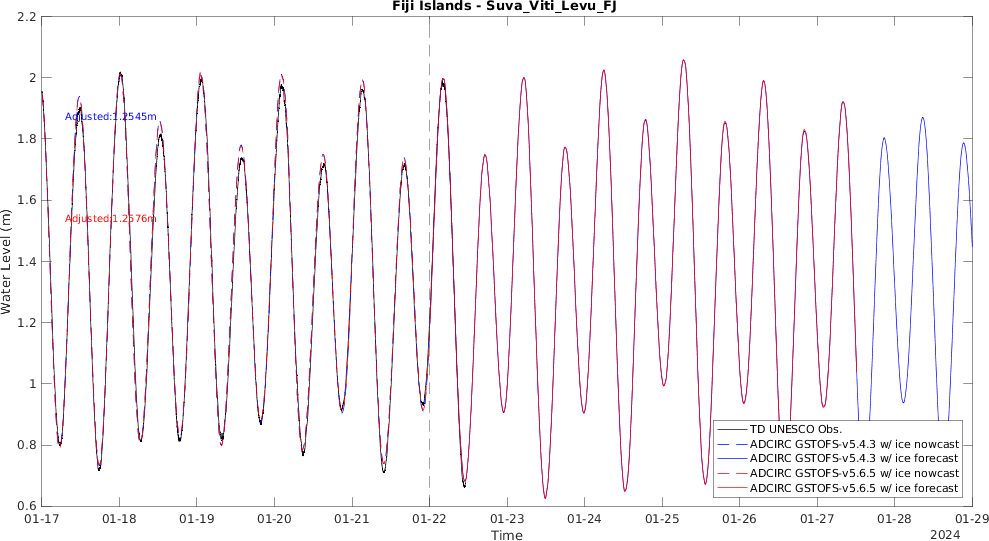 Fiji Islands - Suva_Viti_Levu_FJ
2.2
2
1.8
1.6
1.4
1.2
1
0.8
0.6
Water Level (m)
Adjusted:1.2545m
Adjusted:1.2576m
TD UNESCO Obs.
ADCIRC GSTOFS-v5.4.3 w/ ice nowcast
ADCIRC GSTOFS-v5.4.3 w/ ice forecast
ADCIRC GSTOFS-v5.6.5 w/ ice nowcast
ADCIRC GSTOFS-v5.6.5 w/ ice forecast
01-17 01-18 01-19 01-20 01-21 01-22 01-23 01-24 01-25 01-26 01-27 01-28 01-29
Time
2024